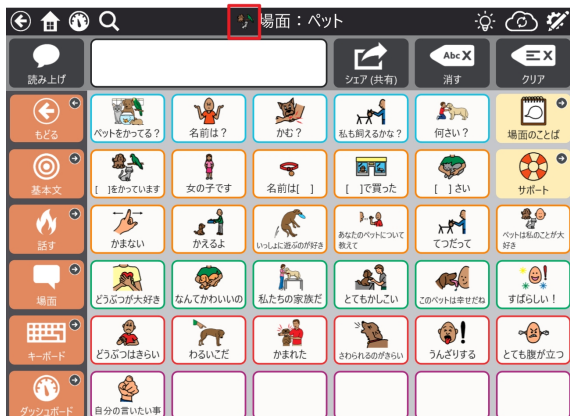 場面：ペット
読み上げ
シェア (共有)
Abc X
消す
X
クリア
もどる
ペットをかってる？
名前は？
かむ？
私も飼えるかな？
何さい？
場面のことば
基本文
[ ]をかっています
女の子です
名前は[ ]
[ ]で買った
[ ]さい
サポート
話す
かまない
かえるよ
いっしょに遊ぶのが好き
あなたのペットについて
教えて
てつだって
ペットは私のことが大
好き
場面
どうぶつが大好き
なんてかわいいの
私たちの家族だ
とてもかしこい
このペットは幸せだね
すばらしい！
キーボード
どうぶつはきらい
わるいこだ
かまれた
さわられるのがきらい
うんざりする
とても腹が立つ
ダッシュボード
自分の言いたい事